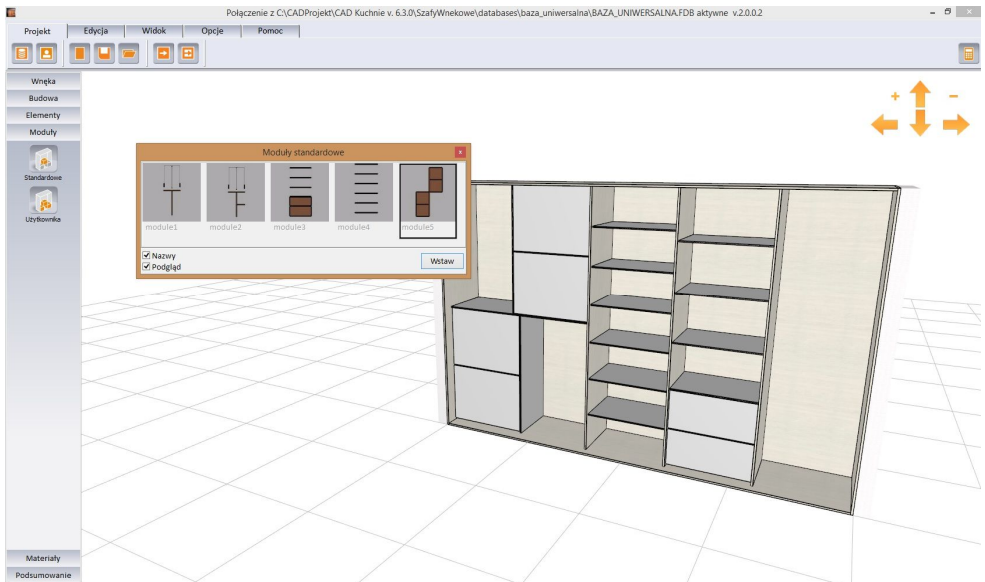 Połączenie z C:\CADProjekt\CAD Kuchnie v. 6.3.0\SzafyWnekowe\databases\baza_uniwersalna\BAZA_UNIWERSALNA.FDB aktywne v.2.0.0.2
Projekt Edycja Widok Opcje Pomoc
Wnęka
Budowa
Elementy
Moduły
Standardowe
Użytkownika
Moduły standardowe
module1 module2 module3 module4 module5
Nazwy
Podgląd
Wstaw
Materiały
Podsumowanie